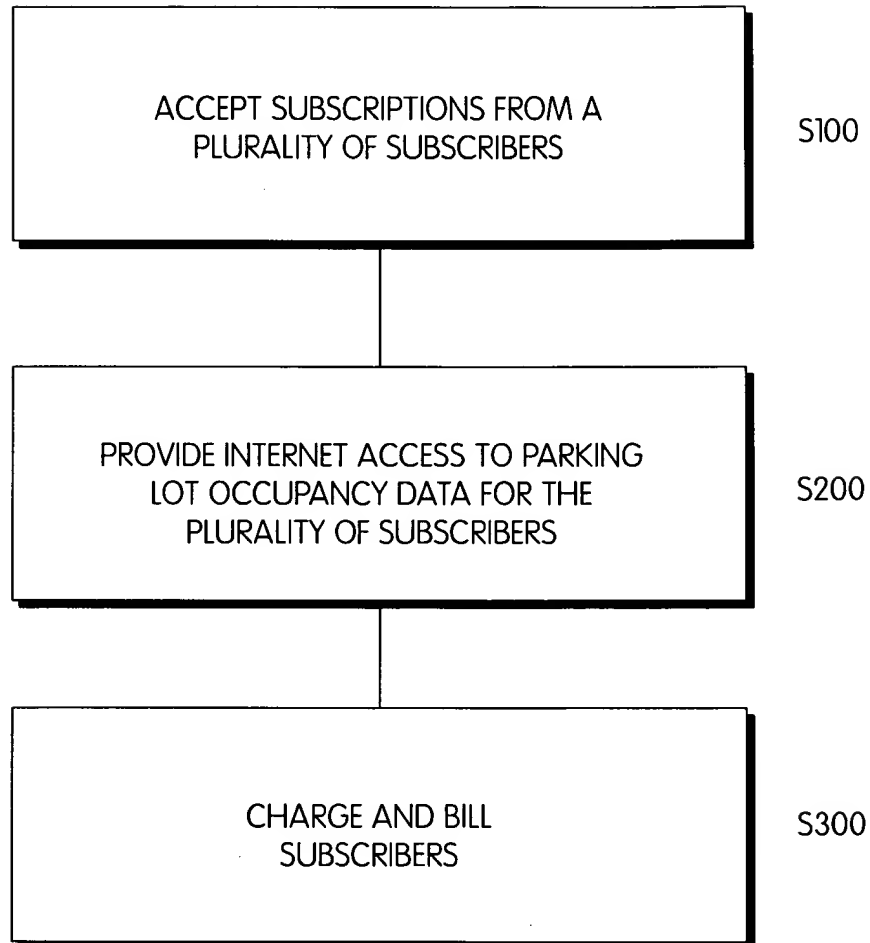 ACCEPT SUBSCRIPTIONS FROM A
PLURALITY OF SUBSCRIBERS
S100
PROVIDE INTERNET ACCESS TO PARKING
LOT OCCUPANCY DATA FOR THE
PLURALITY OF SUBSCRIBERS
S200
CHARGE AND BILL
SUBSCRIBERS
S300